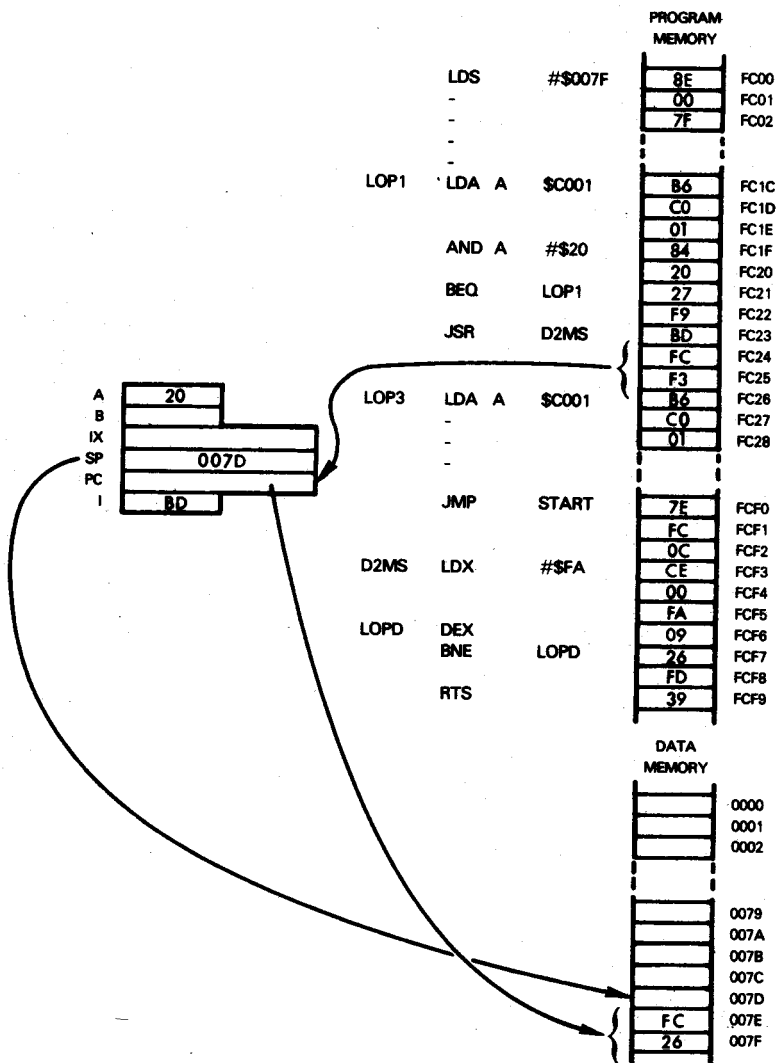 PROGRAM
MEMORY
LDS #$007F 8E FC00
- 00 FC01
- 7F FC02
-
-
LOP1 LDA A $C001 B6 FC1C
C0 FC1D
01 FC1E
AND A #$20 84 FC1F
20 FC20
BEQ LOP1 27 FC21
F9 FC22
JSR D2MS BD FC23
FC FC24
F3 FC25
LOP3 LDA A $C001 B6 FC26
- C0 FC27
- 01 FC28
-
A 20
B
IX
SP 007D
PC
I BD
JMP START 7E FCF0
FC FCF1
0C FCF2
D2MS LDX #$FA CE FCF3
00 FCF4
FA FCF5
LOPD DEX 09 FCF6
BNE LOPD 26 FCF7
FD FCF8
RTS 39 FCF9
DATA
MEMORY
0000
0001
0002
0079
007A
007B
007C
007D
FC 007E
26 007F